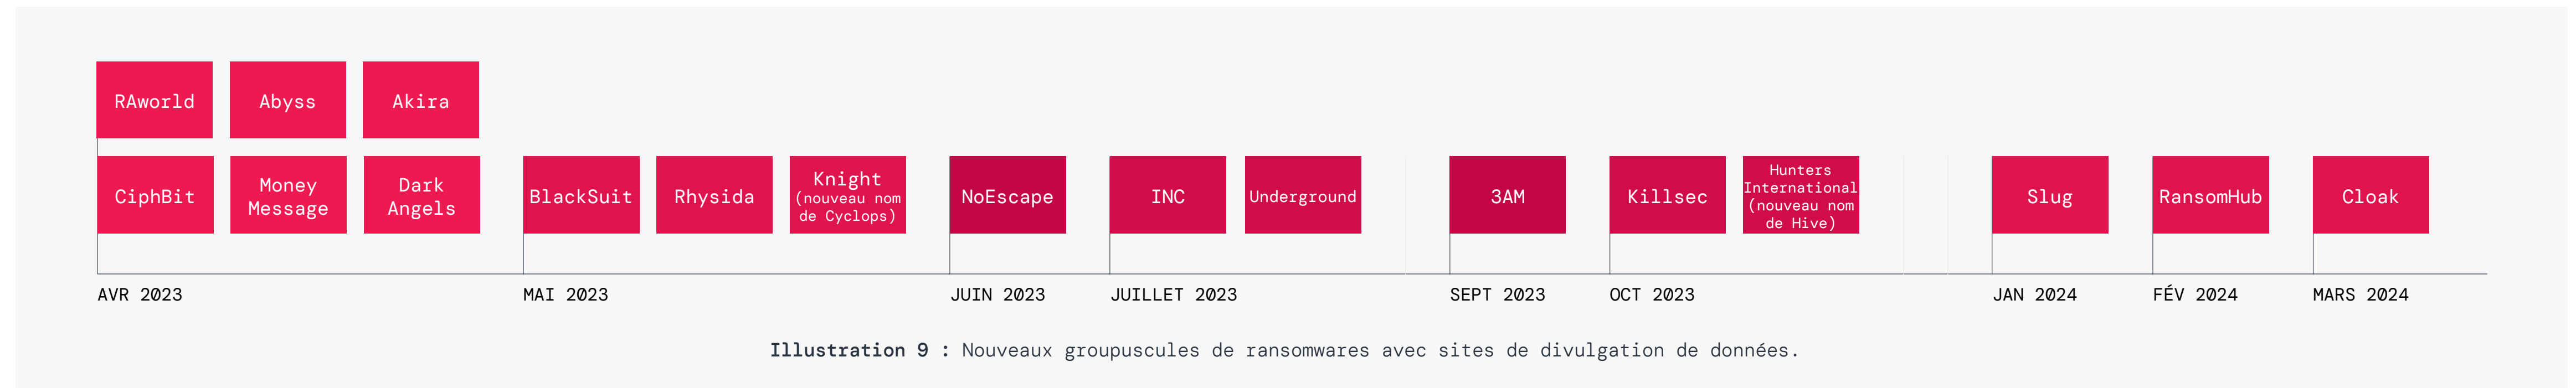 RAworld
Abyss
Akira
CiphBit
Money
Message
Dark
Angels
BlackSuit
Rhysida
Knight
(nouveau nom
de Cyclops)
NoEscape
INC
Underground
3AM
Killsec
Hunters
International
(nouveau nom
de Hive)
Slug
RansomHub
Cloak
AVR 2023
MAI 2023
JUIN 2023
JUILLET 2023
SEPT 2023
OCT 2023
JAN 2024
FÉV 2024
MARS 2024
Illustration 9 : Nouveaux groupuscules de ransomwares avec sites de divulgation de données.